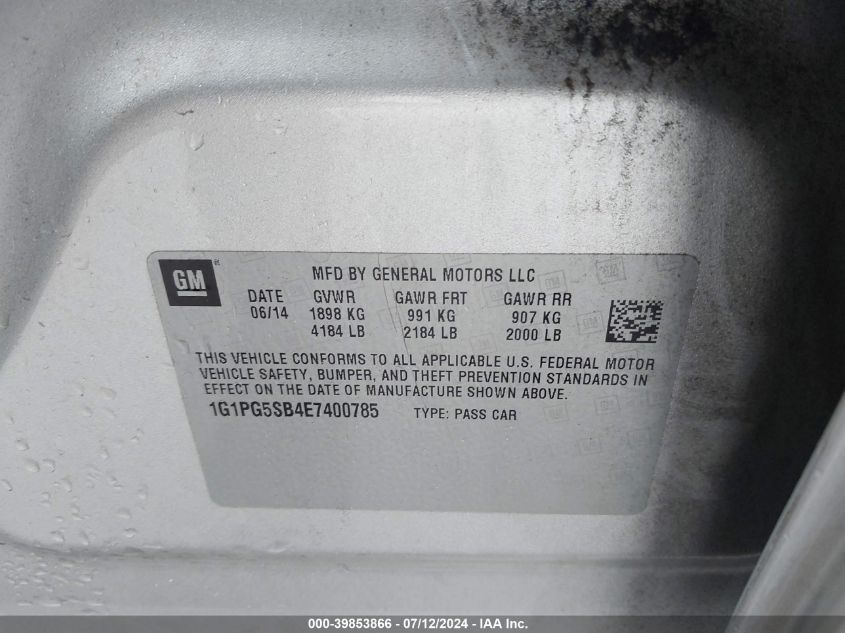 GM
MFD BY GENERAL MOTORS LLC
DATE GVWR GAWR FRT GAWR RR
06/14 1898 KG 991 KG 907 KG
4184 LB 2184 LB 2000 LB
THIS VEHICLE CONFORMS TO ALL APPLICABLE U.S. FEDERAL MOTOR
VEHICLE SAFETY, BUMPER, AND THEFT PREVENTION STANDARDS IN
EFFECT ON THE DATE OF MANUFACTURE SHOWN ABOVE.
1G1PG5SB4E7400785 TYPE: PASS CAR
000-39853866 - 07/12/2024 - IAA Inc.